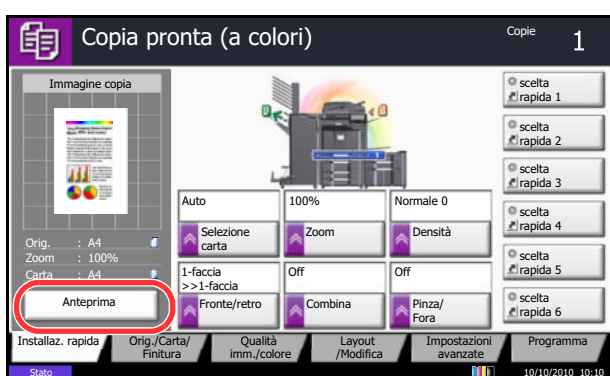 Copia pronta (a colori)
Copie
1
Immagine copia
Orig. : A4
Zoom : 100%
Carta : A4
Anteprima
Auto
Selezione
carta
100%
Zoom
Normale 0
Densità
1-faccia
>>1-faccia
Fronte/retro
Off
Combina
Off
Pinza/
Fora
scelta
rapida 1
scelta
rapida 2
scelta
rapida 3
scelta
rapida 4
scelta
rapida 5
scelta
rapida 6
Installaz. rapida
Orig./Carta/
Finitura
Qualità
imm./colore
Layout
/Modifica
Impostazioni
avanzate
Programma
Stato
10/10/2010 10:10